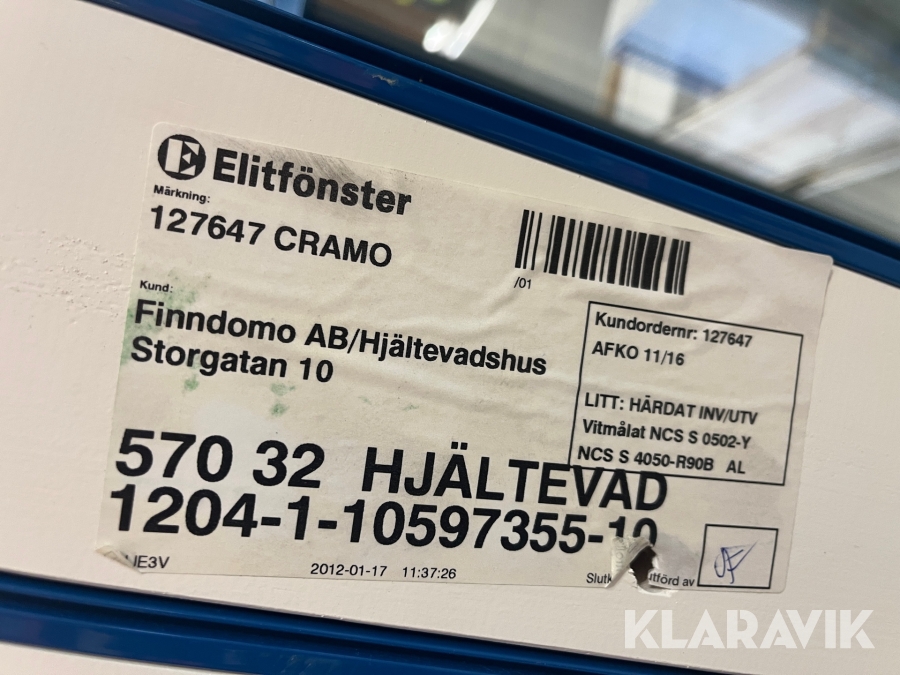 E Elitfönster
Märkning:
127647 CRAMO
/01
Kund:
Finndomo AB/Hjältevadshus
Storgatan 10
Kundordernr: 127647
AFKO 11/16
LITT: HÄRDAT INV/UTV
Vitmålat NCS S 0502-Y
NCS S 4050-R90B AL
570 32 HJÄLTEVAD
1204-1-10597355-10
2012-01-17 11:37:26
av
KLARAVIK